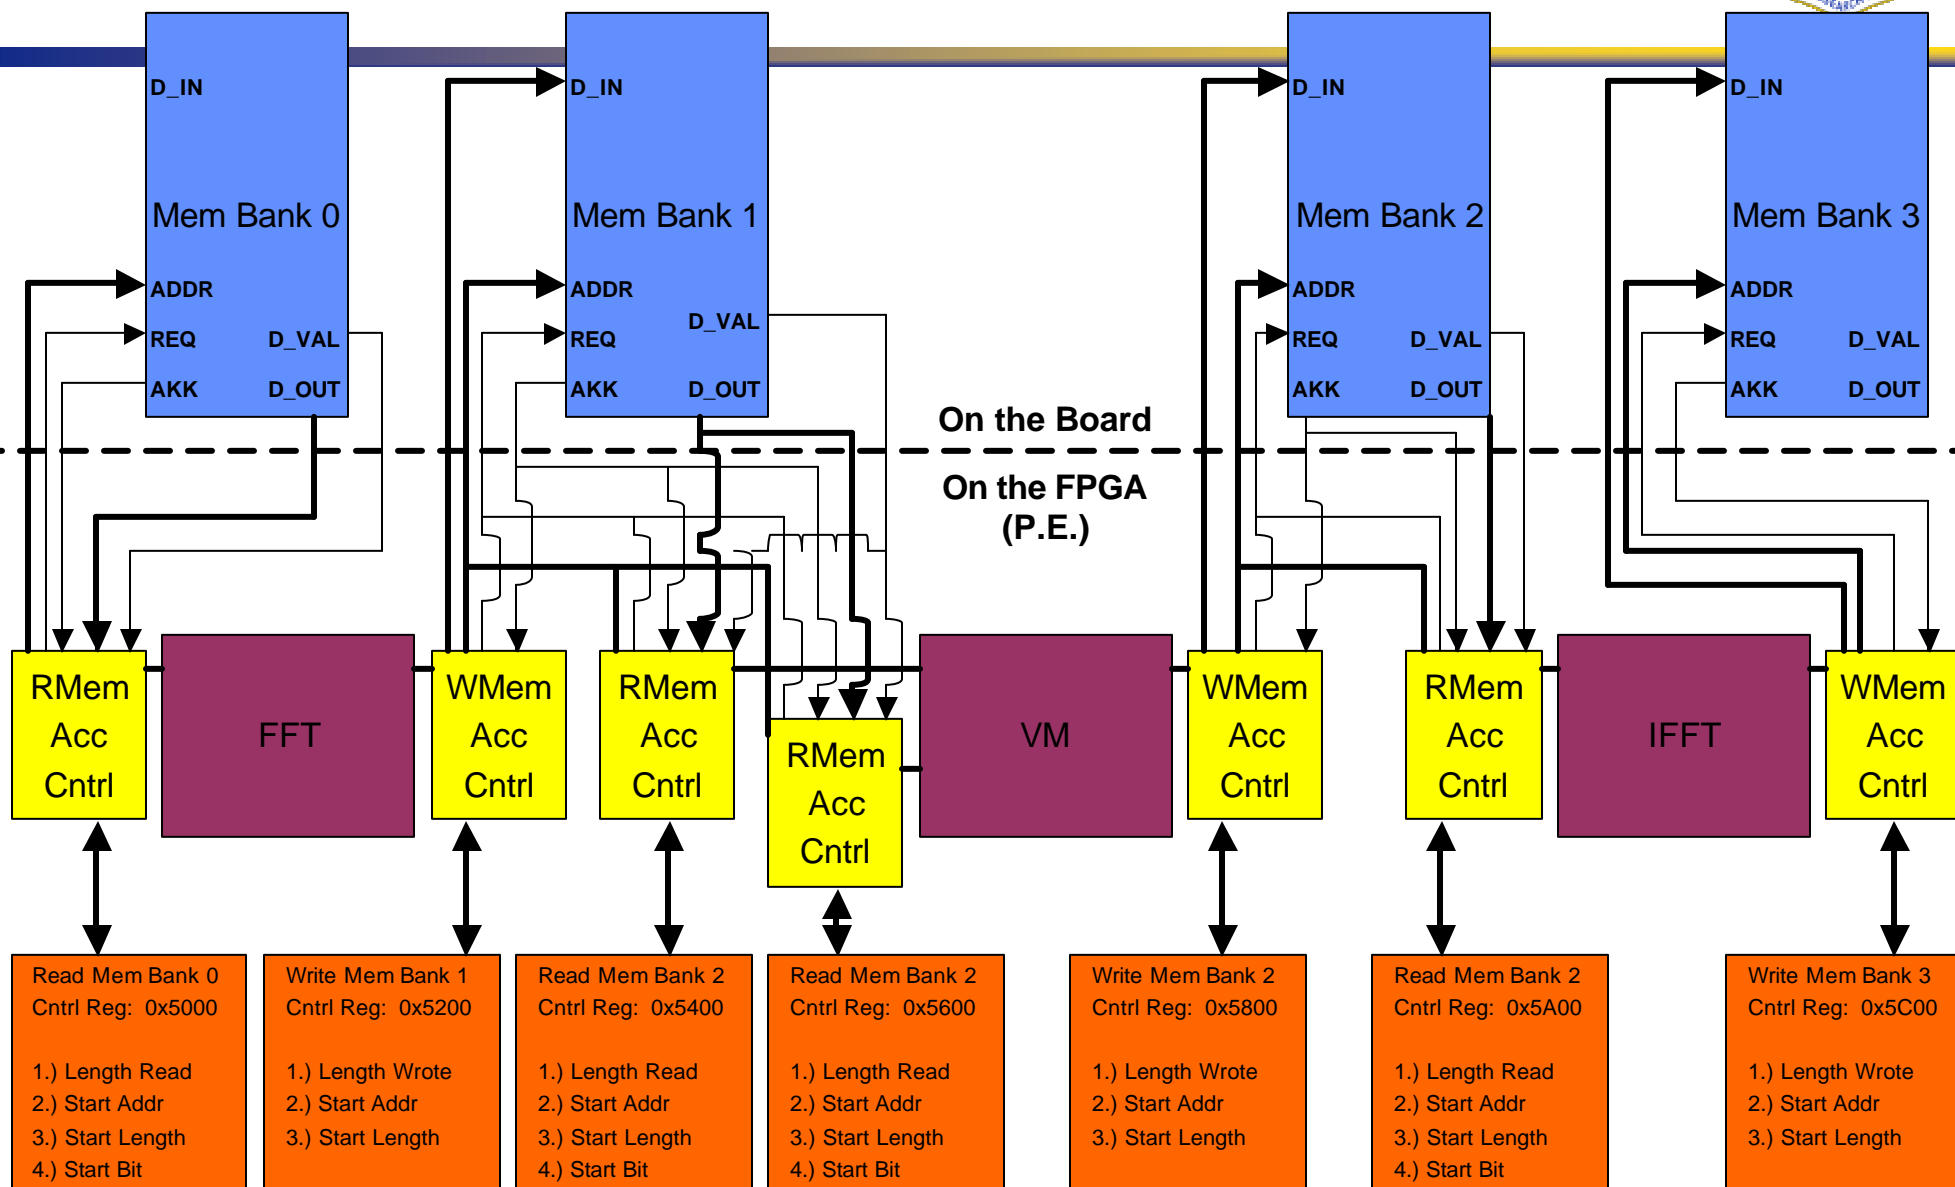 D_IN
Mem Bank 0
ADDR
REQ
D_VAL
AKK
D_OUT
D_IN
Mem Bank 1
ADDR
D_VAL
REQ
AKK
D_OUT
D_IN
Mem Bank 2
ADDR
REQ
D_VAL
AKK
D_OUT
D_IN
Mem Bank 3
ADDR
REQ
D_VAL
AKK
D_OUT
On the Board
On the FPGA
(P.E.)
RMem
Acc
Cntrl
FFT
WMem
Acc
Cntrl
RMem
Acc
Cntrl
RMem
Acc
Cntrl
VM
WMem
Acc
Cntrl
RMem
Acc
Cntrl
IFFT
WMem
Acc
Cntrl
Read Mem Bank 0
Cntrl Reg: 0x5000
1.) Length Read
2.) Start Addr
3.) Start Length
4.) Start Bit
Write Mem Bank 1
Cntrl Reg: 0x5200
1.) Length Wrote
2.) Start Addr
3.) Start Length
Read Mem Bank 2
Cntrl Reg: 0x5400
1.) Length Read
2.) Start Addr
3.) Start Length
4.) Start Bit
Read Mem Bank 2
Cntrl Reg: 0x5600
1.) Length Read
2.) Start Addr
3.) Start Length
4.) Start Bit
Write Mem Bank 2
Cntrl Reg: 0x5800
1.) Length Wrote
2.) Start Addr
3.) Start Length
Read Mem Bank 2
Cntrl Reg: 0x5A00
1.) Length Read
2.) Start Addr
3.) Start Length
4.) Start Bit
Write Mem Bank 3
Cntrl Reg: 0x5C00
1.) Length Wrote
2.) Start Addr
3.) Start Length